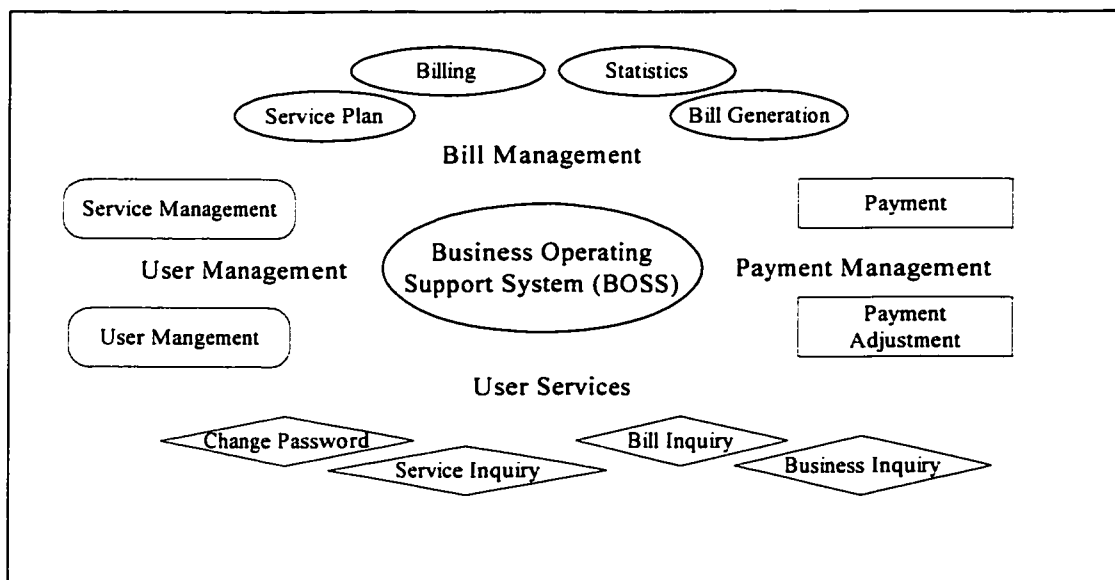 Billing
Statistics
Service Plan
Bill Generation
Bill Management
Service Management
Payment
User Management
Business Operating
Support System (BOSS)
Payment Management
User Mangement
Payment
Adjustment
User Services
Change Password
Bill Inquiry
Service Inquiry
Business Inquiry